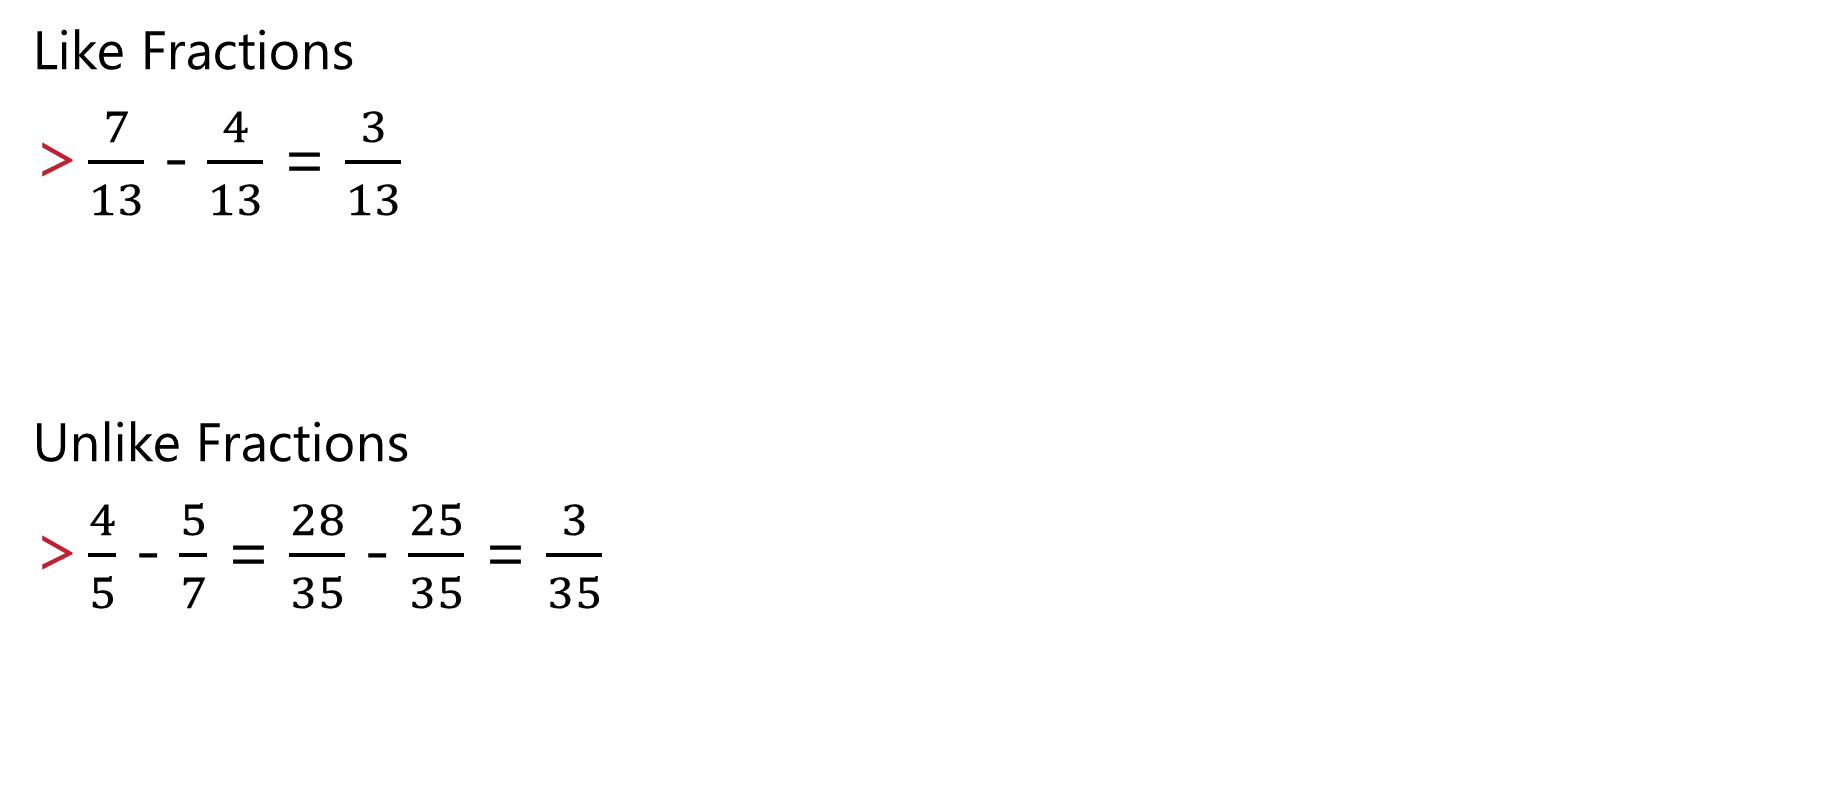 Like Fractions
> 7/13 - 4/13 = 3/13
Unlike Fractions
> 4/5 - 5/7 = 28/35 - 25/35 = 3/35